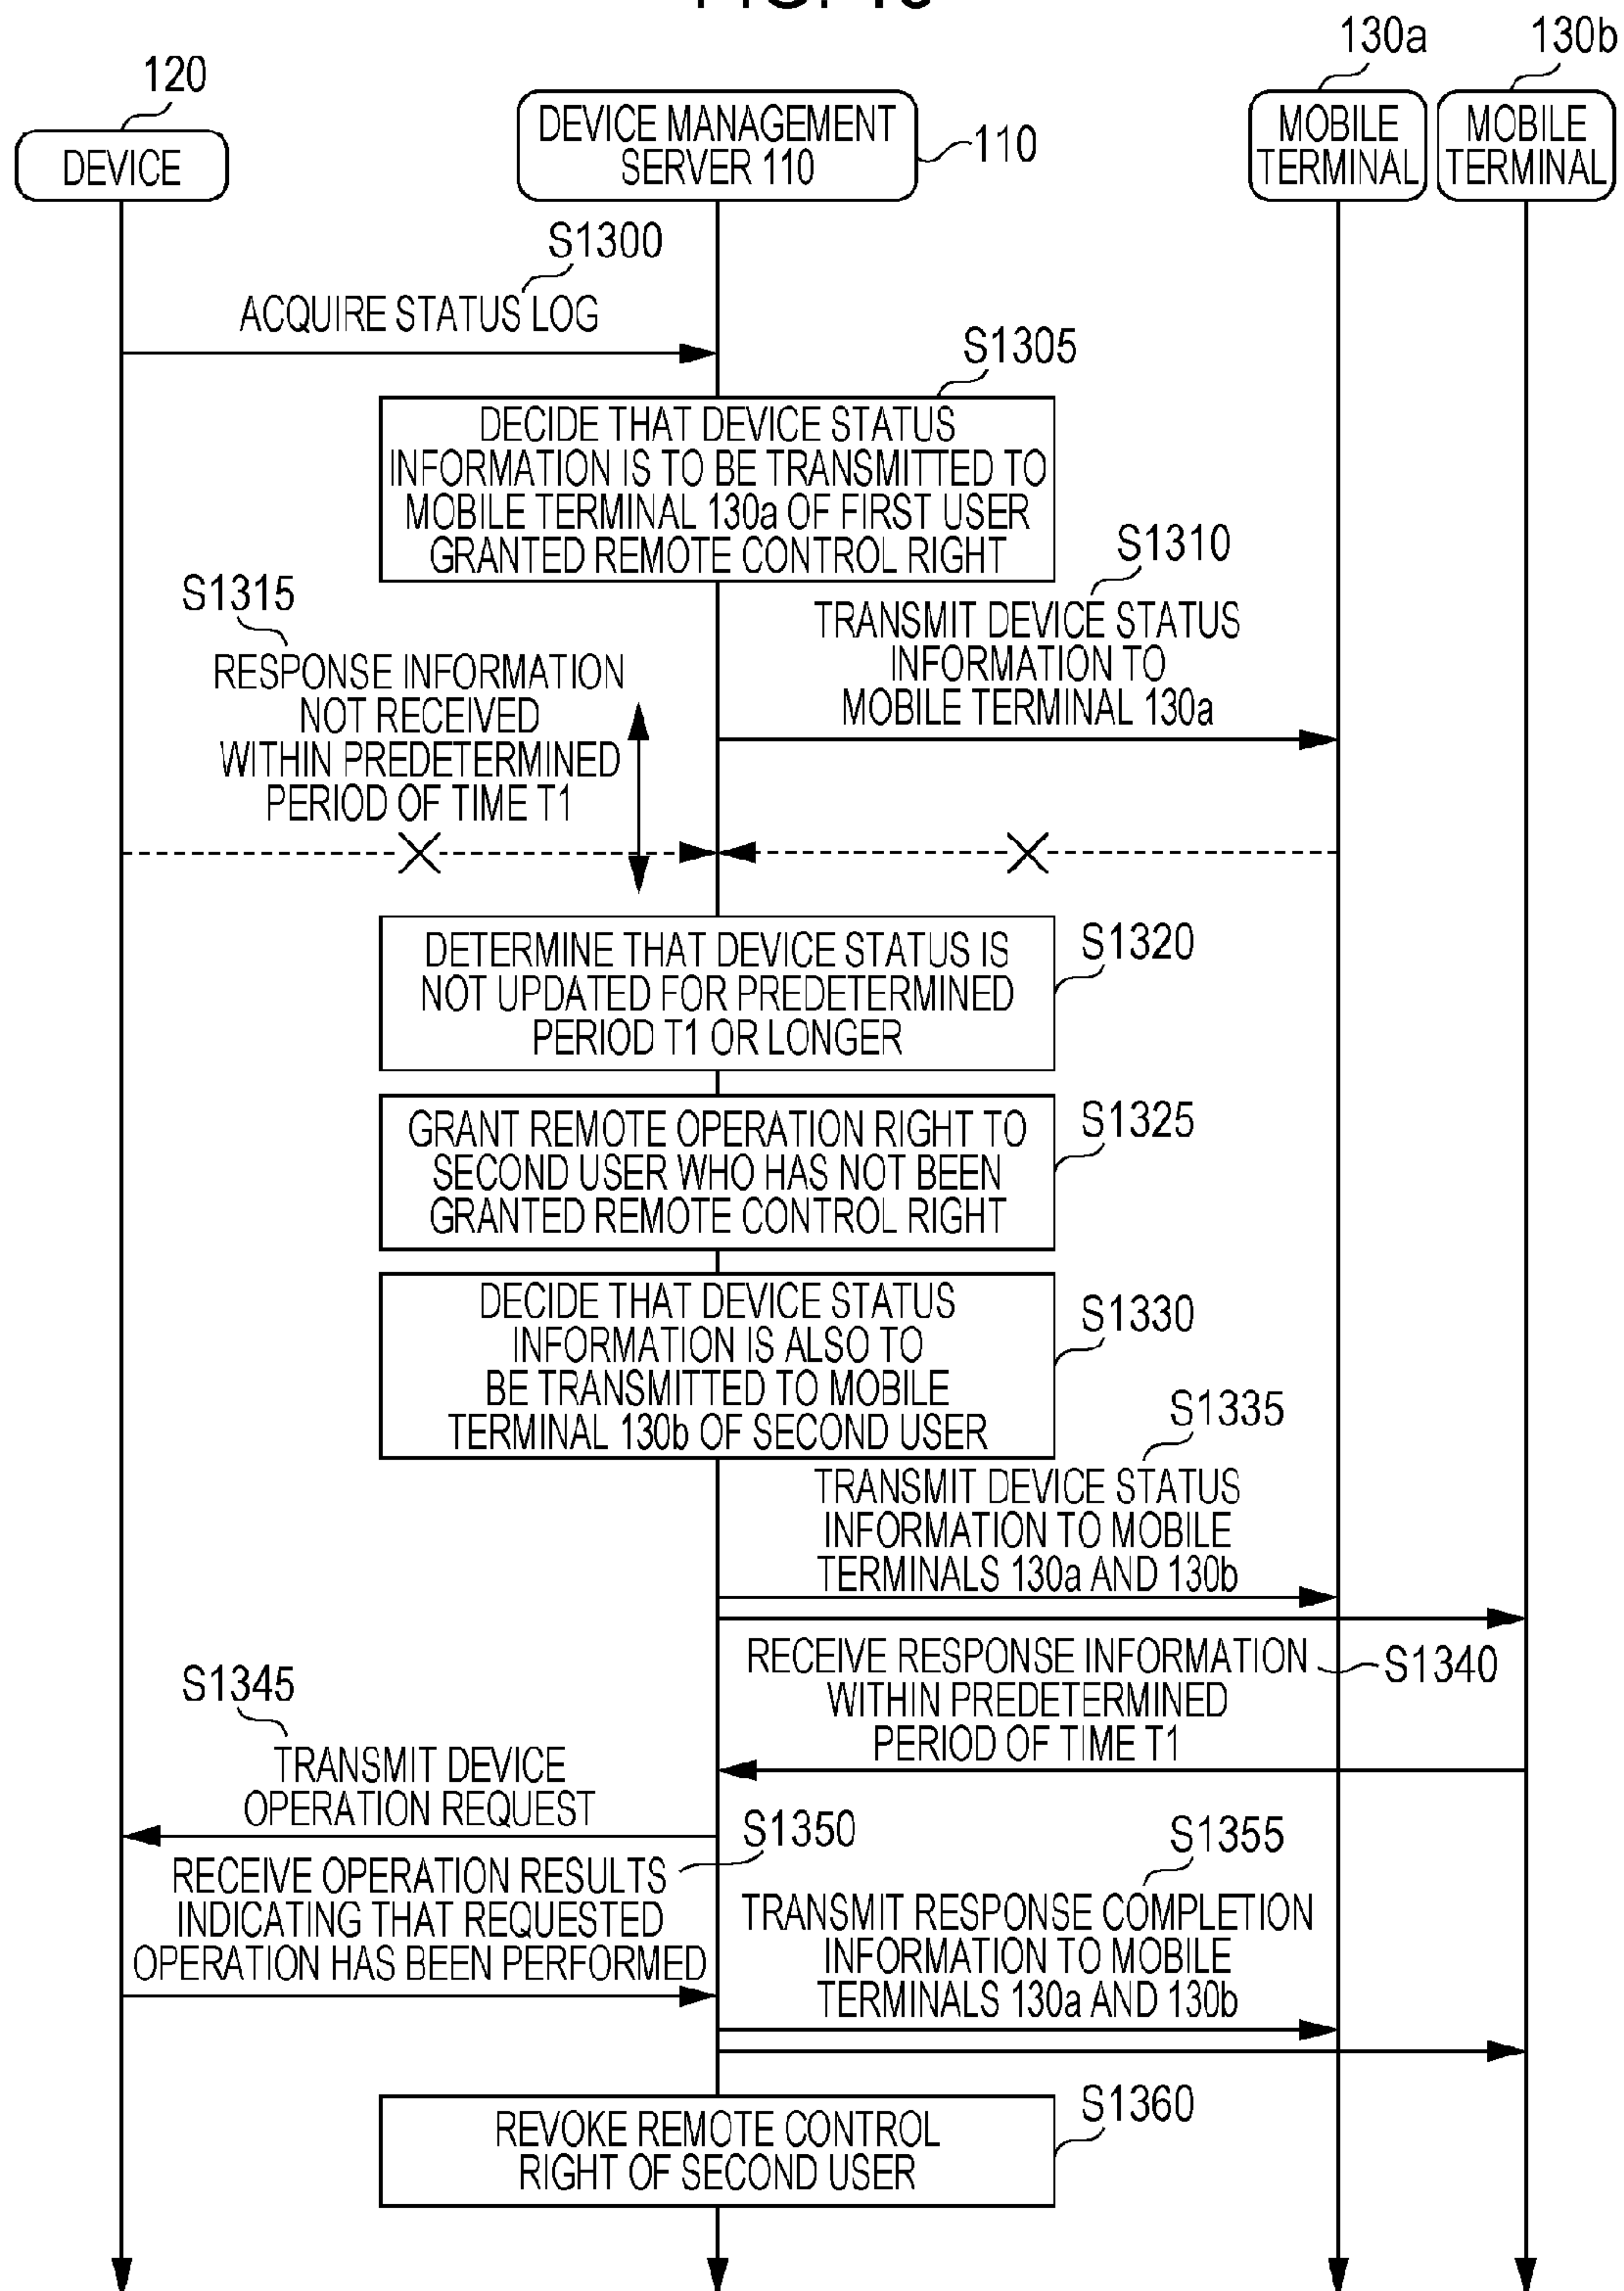 130a
130b
120
DEVICE
DEVICE MANAGEMENT
SERVER 110
110
MOBILE
TERMINAL
MOBILE
TERMINAL
S1300
ACQUIRE STATUS LOG
S1305
DECIDE THAT DEVICE STATUS
INFORMATION IS TO BE TRANSMITTED TO
MOBILE TERMINAL 130a OF FIRST USER
GRANTED REMOTE CONTROL RIGHT
S1310
TRANSMIT DEVICE STATUS
INFORMATION TO
MOBILE TERMINAL 130a
S1315
RESPONSE INFORMATION
NOT RECEIVED
WITHIN PREDETERMINED
PERIOD OF TIME T1
DETERMINE THAT DEVICE STATUS IS
NOT UPDATED FOR PREDETERMINED
PERIOD T1 OR LONGER
S1320
GRANT REMOTE OPERATION RIGHT TO
SECOND USER WHO HAS NOT BEEN
GRANTED REMOTE CONTROL RIGHT
S1325
DECIDE THAT DEVICE STATUS
INFORMATION IS ALSO TO
BE TRANSMITTED TO MOBILE
TERMINAL 130b OF SECOND USER
S1330
S1335
TRANSMIT DEVICE STATUS
INFORMATION TO MOBILE
TERMINALS 130a AND 130b
RECEIVE RESPONSE INFORMATION
WITHIN PREDETERMINED
PERIOD OF TIME T1
S1340
S1345
TRANSMIT DEVICE
OPERATION REQUEST
S1350
RECEIVE OPERATION RESULTS
INDICATING THAT REQUESTED
OPERATION HAS BEEN PERFORMED
S1355
TRANSMIT RESPONSE COMPLETION
INFORMATION TO MOBILE
TERMINALS 130a AND 130b
REVOKE REMOTE CONTROL
RIGHT OF SECOND USER
S1360